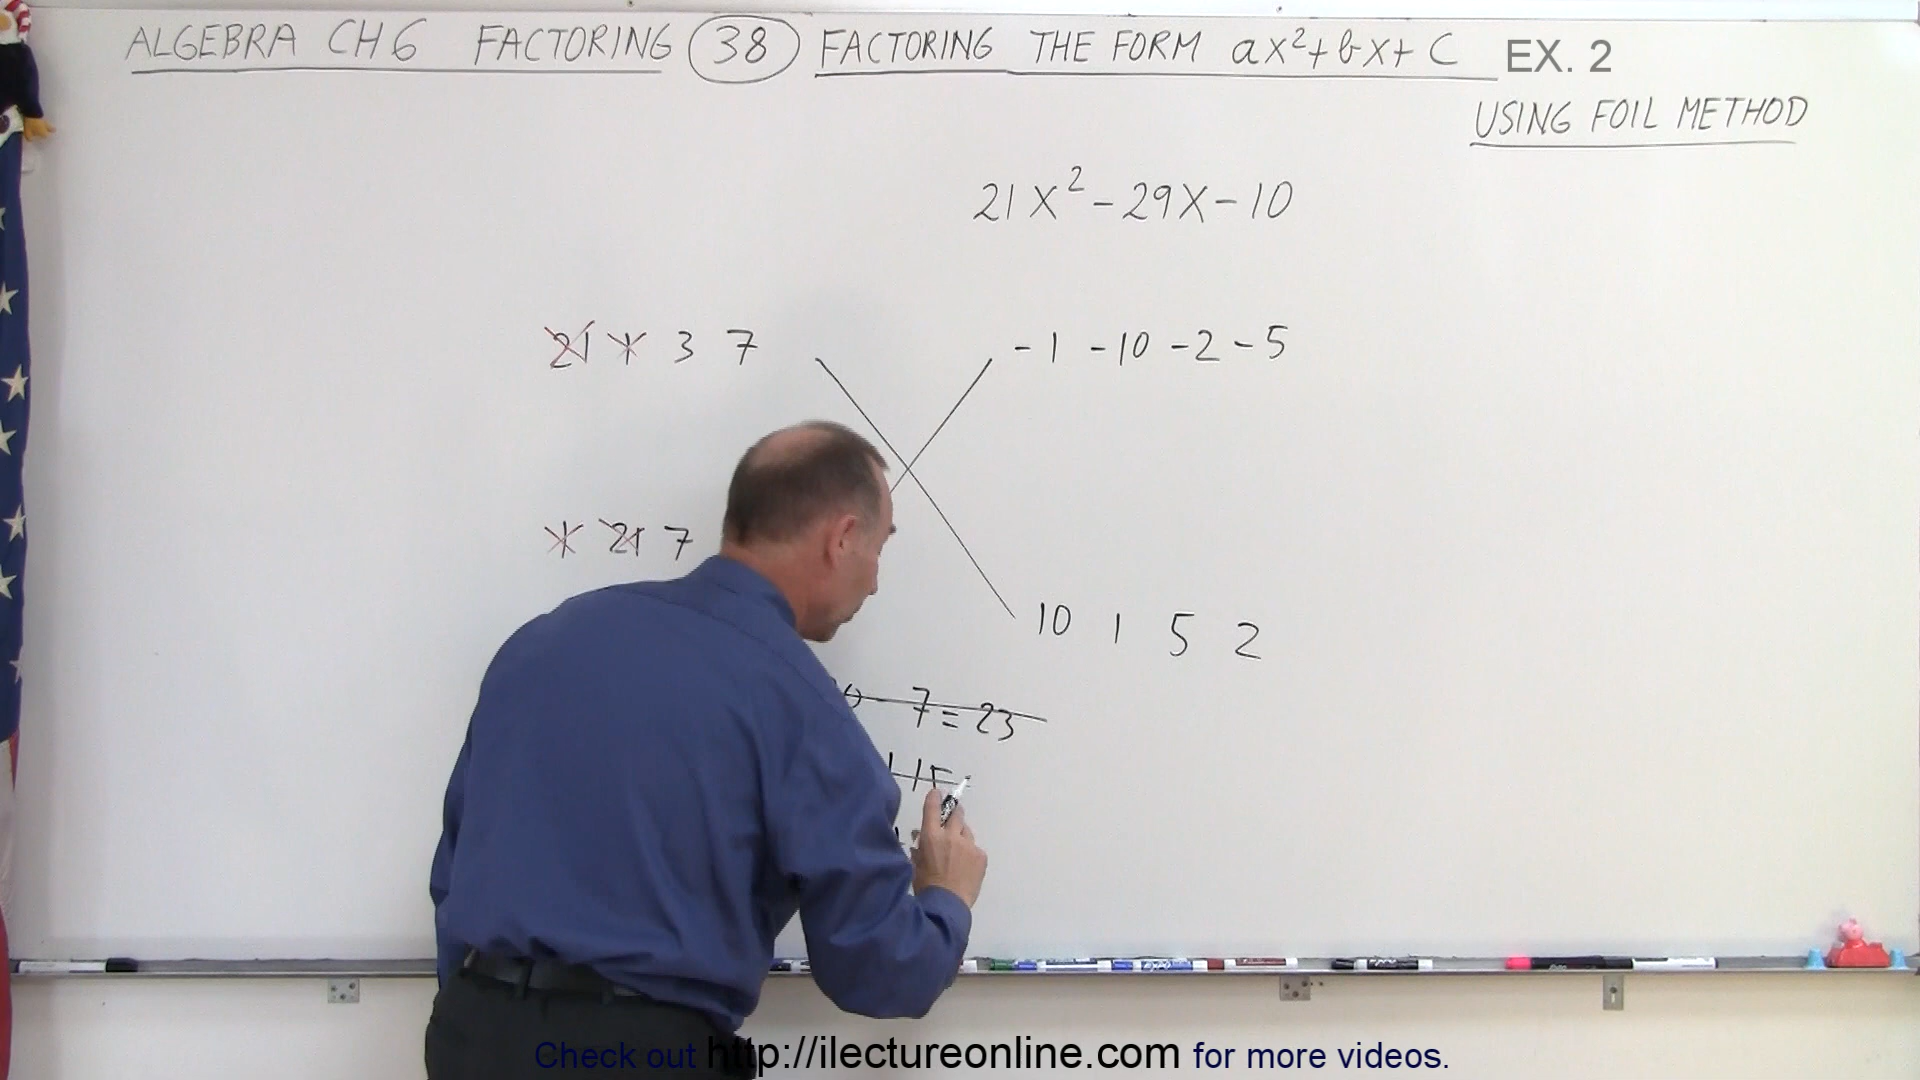 ALGEBRA CH 6 FACTORING 38 FACTORING THE FORM ax²+bx+C EX. 2
USING FOIL METHOD
21x²-29x-10
21 1 3 7 -1 -10 -2 -5
1 21 7
10 1 5 2
7 = 23
Check out http://ilectureonline.com for more videos.